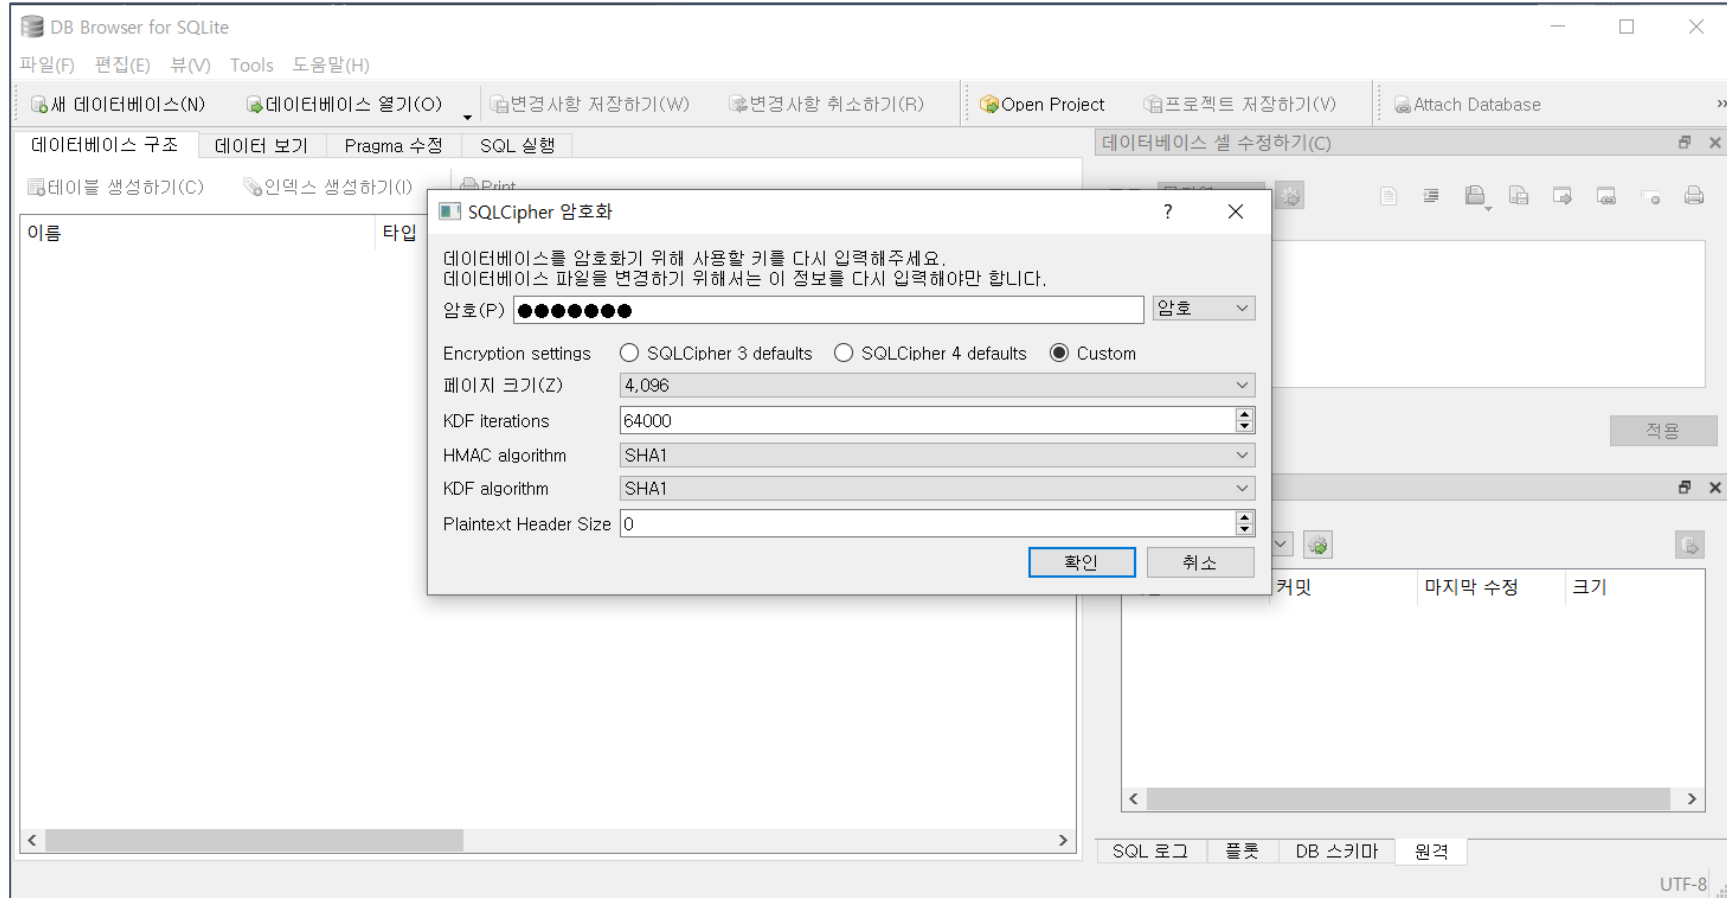 DB Browser for SQLite
파일(F) 편집(E) 뷰(V) Tools 도움말(H)
새 데이터베이스(N) 데이터베이스 열기(O) 변경사항 저장하기(W) 변경사항 취소하기(R) Open Project 프로젝트 저장하기(V) Attach Database
데이터베이스 구조 데이터 보기 Pragma 수정 SQL 실행
데이터베이스 셀 수정하기(C)
테이블 생성하기(C) 인덱스 생성하기(I) Print
이름 타입
SQLCipher 암호화
데이터베이스를 암호화기 위해 사용할 키를 다시 입력해주세요.
데이터베이스 파일을 변경하기 위해서는 이 정보를 다시 입력해야만 합니다.
암호(P) ●●●●●●● 암호
Encryption settings SQLCipher 3 defaults SQLCipher 4 defaults Custom
페이지 크기(Z) 4,096
KDF iterations 64000
HMAC algorithm SHA1
KDF algorithm SHA1
Plaintext Header Size 0
확인 취소
적용
커밋 마지막 수정 크기
SQL 로그 플롯 DB 스키마 원격
UTF-8